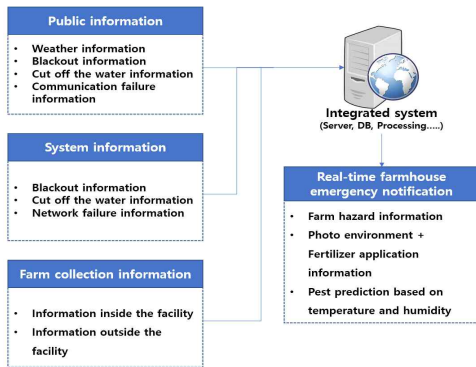 Public information
• Weather information
• Blackout information
• Cut off the water information
• Communication failure
information
System information
• Blackout information
• Cut off the water information
• Network failure information
Farm collection information
• Information inside the facility
• Information outside the
facility
Integrated system
(Server, DB, Processing.....)
Real-time farmhouse
emergency notification
• Farm hazard information
• Photo environment +
Fertilizer application
information
• Pest prediction based on
temperature and humidity